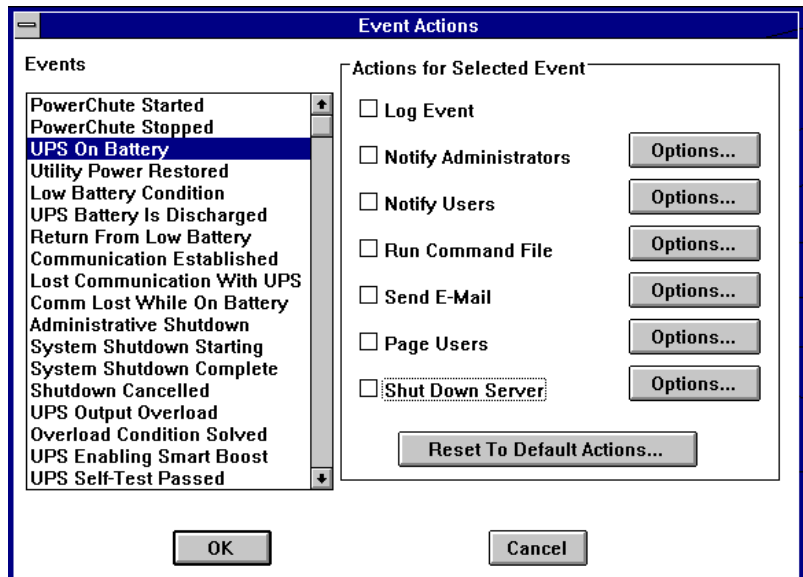 Event Actions
Events
PowerChute Started
PowerChute Stopped
UPS On Battery
Utility Power Restored
Low Battery Condition
UPS Battery Is Discharged
Return From Low Battery
Communication Established
Lost Communication With UPS
Comm Lost While On Battery
Administrative Shutdown
System Shutdown Starting
System Shutdown Complete
Shutdown Cancelled
UPS Output Overload
Overload Condition Solved
UPS Enabling Smart Boost
UPS Self-Test Passed
Actions for Selected Event
Log Event
Notify Administrators Options...
Notify Users Options...
Run Command File Options...
Send E-Mail Options...
Page Users Options...
Shut Down Server Options...
Reset To Default Actions...
OK Cancel